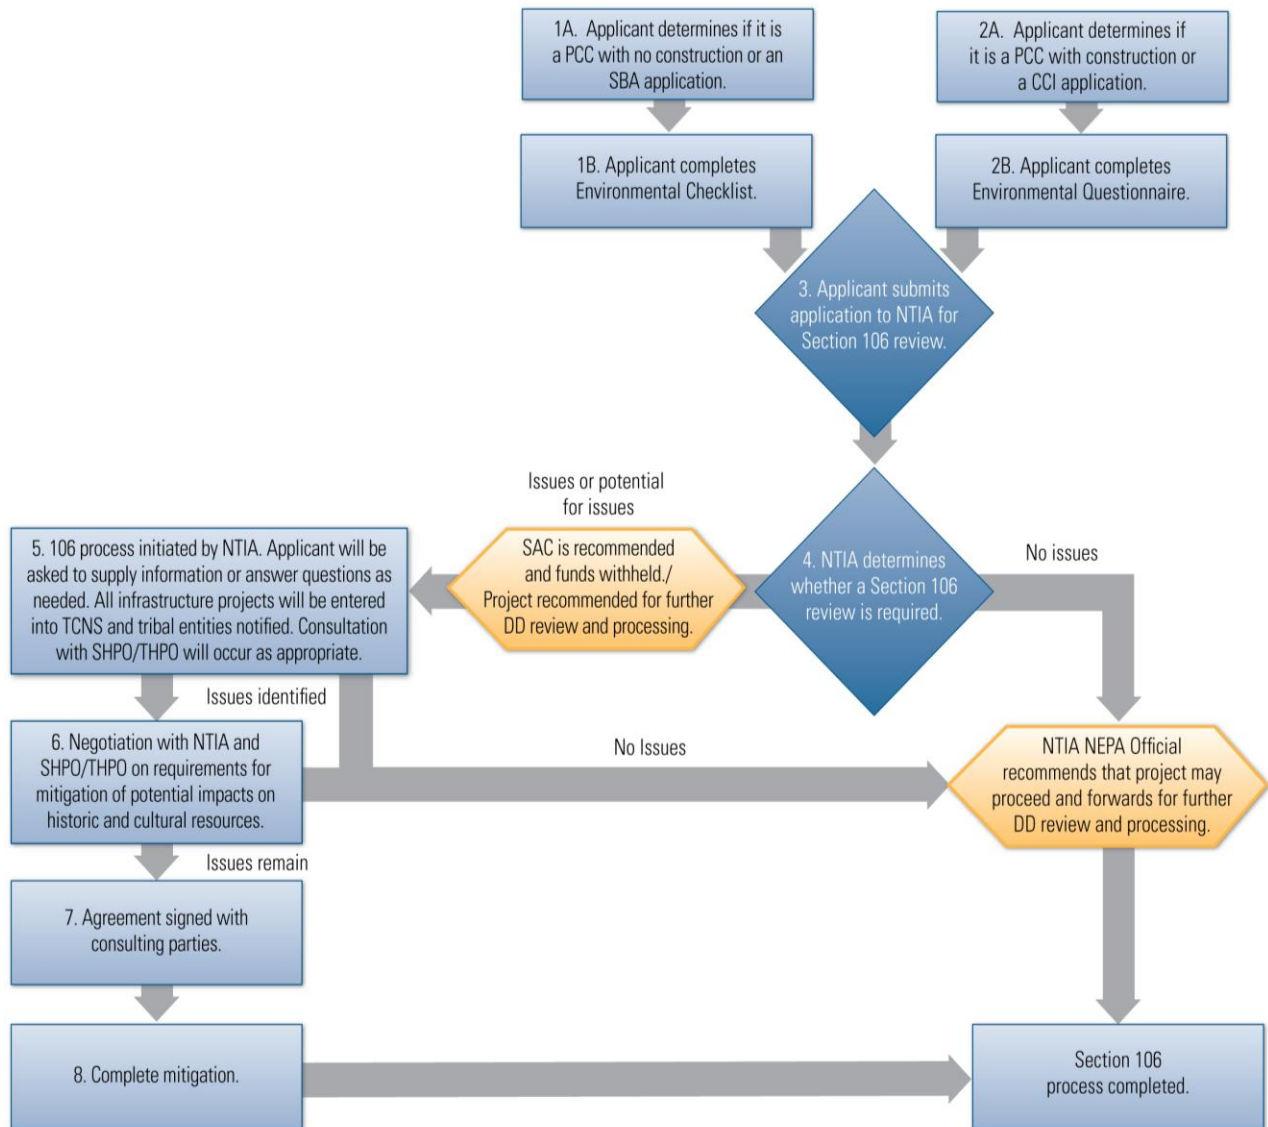 1A. Applicant determines if it is
a PCC with no construction or an
SBA application.
2A. Applicant determines if
it is a PCC with construction or
a CCI application.
1B. Applicant completes
Environmental Checklist.
2B. Applicant completes
Environmental Questionnaire.
3. Applicant submits
application to NTIA for
Section 106 review.
Issues or potential
for issues
SAC is recommended
and funds withheld./
Project recommended for further
DD review and processing.
4. NTIA determines
whether a Section 106
review is required.
No issues
5. 106 process initiated by NTIA. Applicant will be
asked to supply information or answer questions as
needed. All infrastructure projects will be entered
into TCNS and tribal entities notified. Consultation
with SHPO/THPO will occur as appropriate.
Issues identified
6. Negotiation with NTIA and
SHPO/THPO on requirements for
mitigation of potential impacts on
historic and cultural resources.
No Issues
NTIA NEPA Official
recommends that project may
proceed and forwards for further
DD review and processing.
Issues remain
7. Agreement signed with
consulting parties.
8. Complete mitigation.
Section 106
process completed.